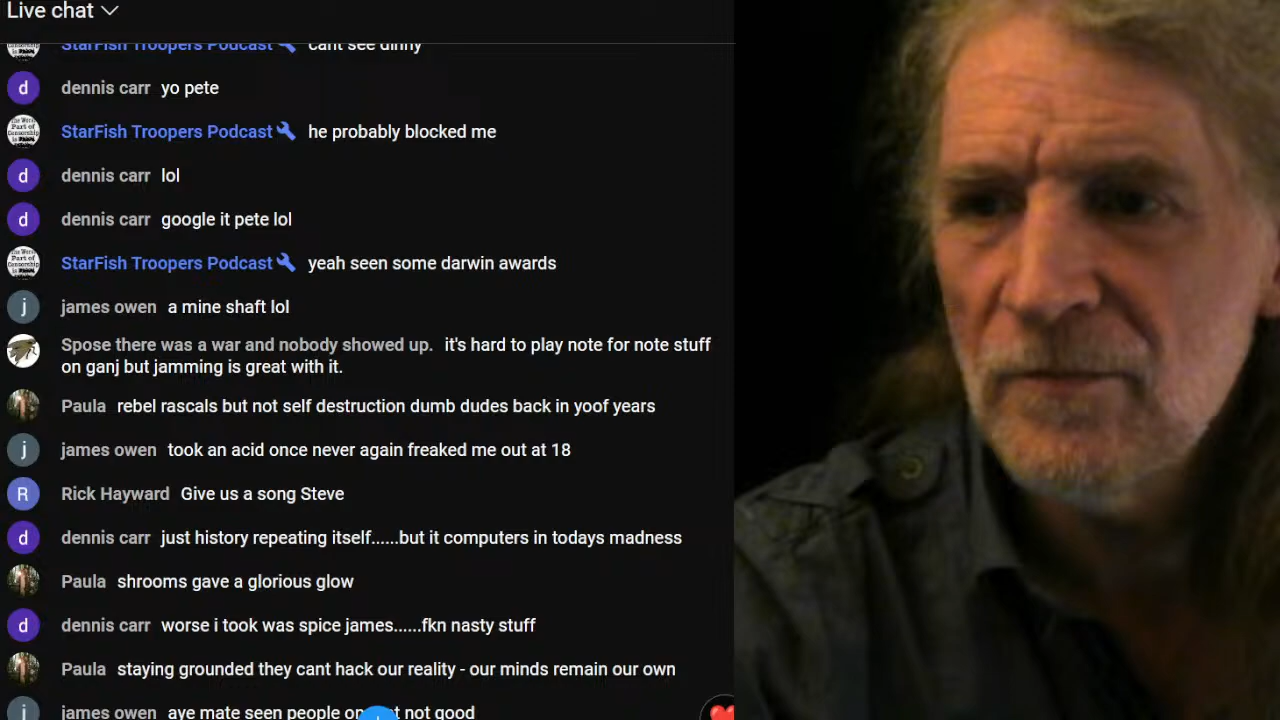 Live chat
StarFish Troopers Podcast cant see dinny
d dennis carr yo pete
StarFish Troopers Podcast he probably blocked me
d dennis carr lol
d dennis carr google it pete lol
StarFish Troopers Podcast yeah seen some darwin awards
j james owen a mine shaft lol
Spose there was a war and nobody showed up. it's hard to play note for note stuff
on ganj but jamming is great with it.
Paula rebel rascals but not self destruction dumb dudes back in yoof years
j james owen took an acid once never again freaked me out at 18
R Rick Hayward Give us a song Steve
d dennis carr just history repeating itself......but it computers in todays madness
Paula shrooms gave a glorious glow
d dennis carr worse i took was spice james......fkn nasty stuff
Paula staying grounded they cant hack our reality - our minds remain our own
j james owen aye mate seen people on not good